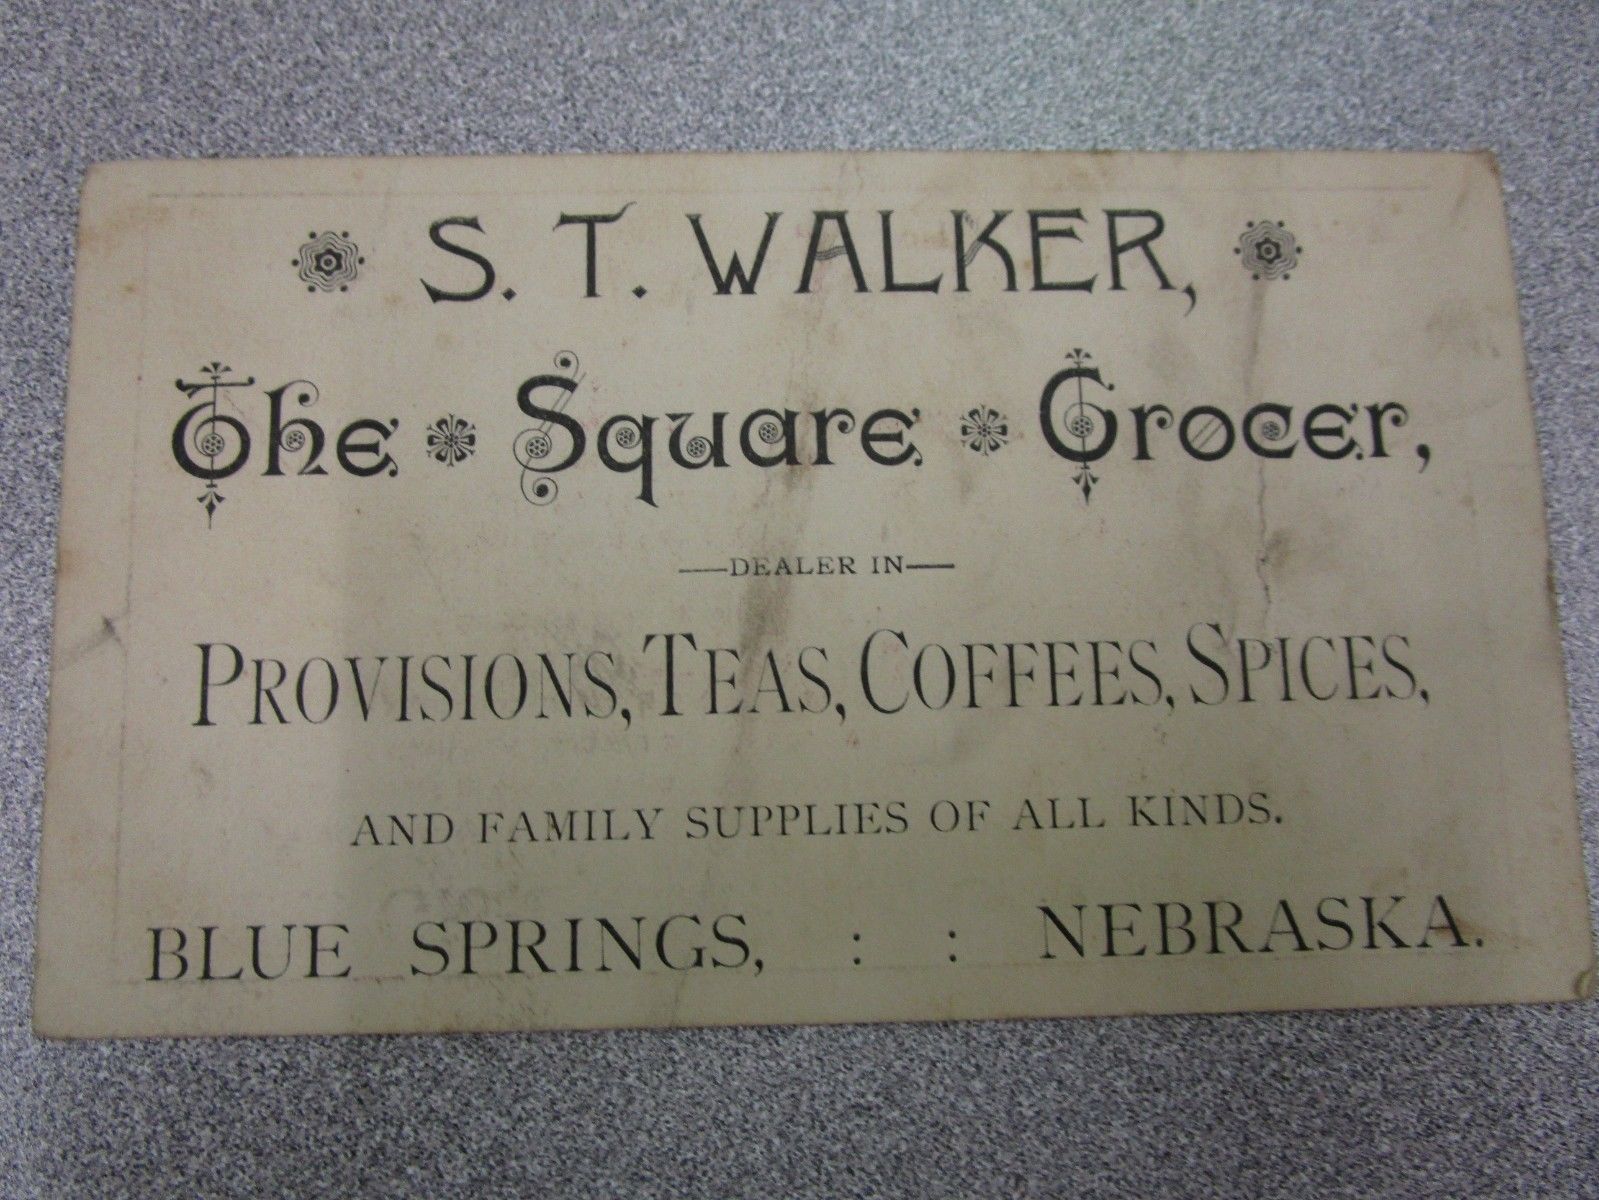 S. T. WALKER,
The Square Grocer,
—DEALER IN—
PROVISIONS, TEAS, COFFEES, SPICES,
AND FAMILY SUPPLIES OF ALL KINDS.
BLUE SPRINGS, : : NEBRASKA.